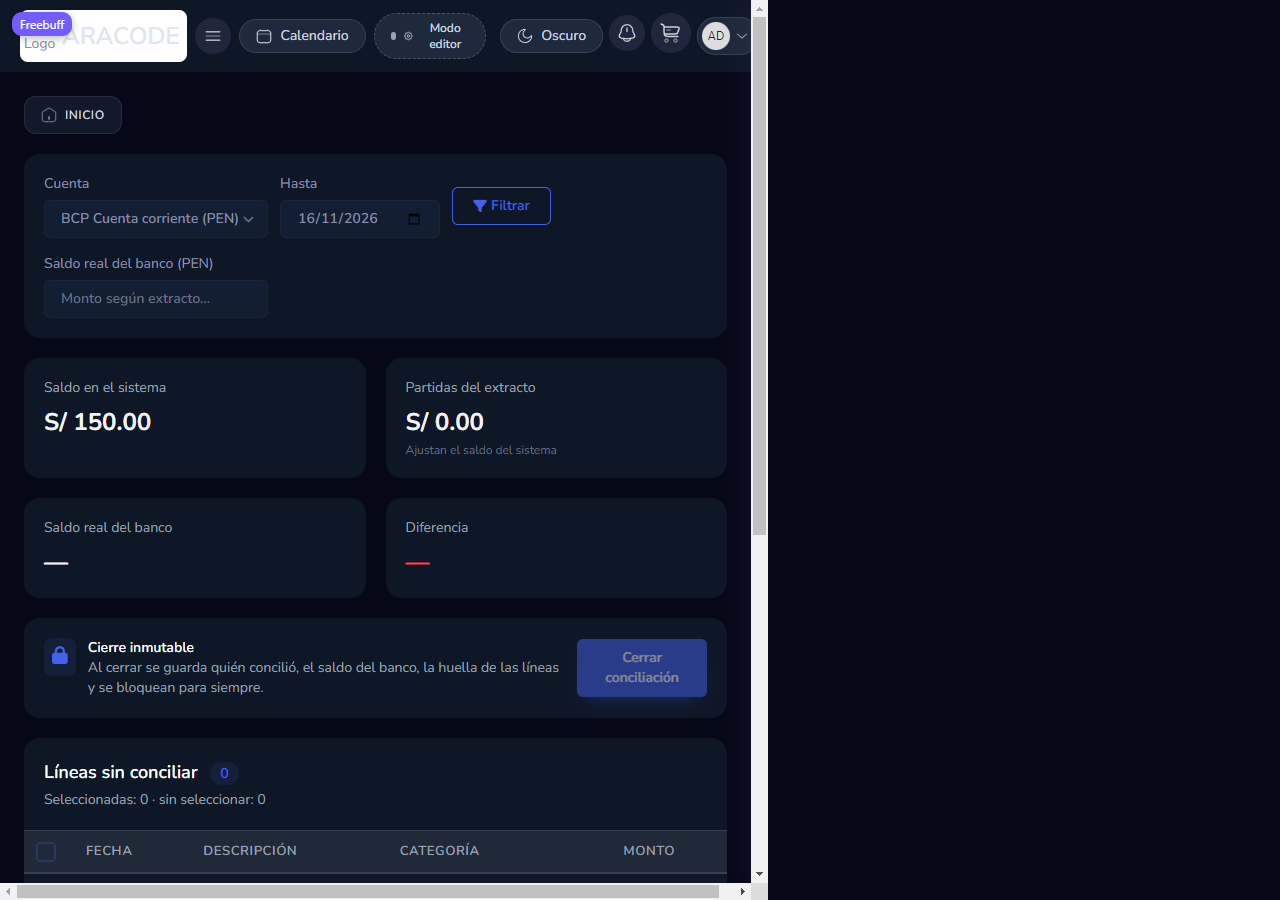 Freebuff
Logo
ARACODE
Calendario
Modo
editor
Oscuro
AD
INICIO
Cuenta
Hasta
BCP Cuenta corriente (PEN)
16/11/2026
Filtrar
Saldo real del banco (PEN)
Monto según extracto...
Saldo en el sistema
S/ 150.00
Partidas del extracto
S/ 0.00
Ajustan el saldo del sistema
Saldo real del banco
—
Diferencia
—
Cierre inmutable
Al cerrar se guarda quién concilió, el saldo del banco, la huella de las líneas
y se bloquean para siempre.
Cerrar
conciliación
Líneas sin conciliar 0
Seleccionadas: 0 · sin seleccionar: 0
FECHA DESCRIPCIÓN CATEGORÍA MONTO